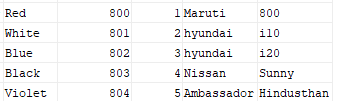 Red 800 1 Maruti 800
White 801 2 hyundai i10
Blue 802 3 hyundai i20
Black 803 4 Nissan Sunny
Violet 804 5 Ambassador Hindusthan